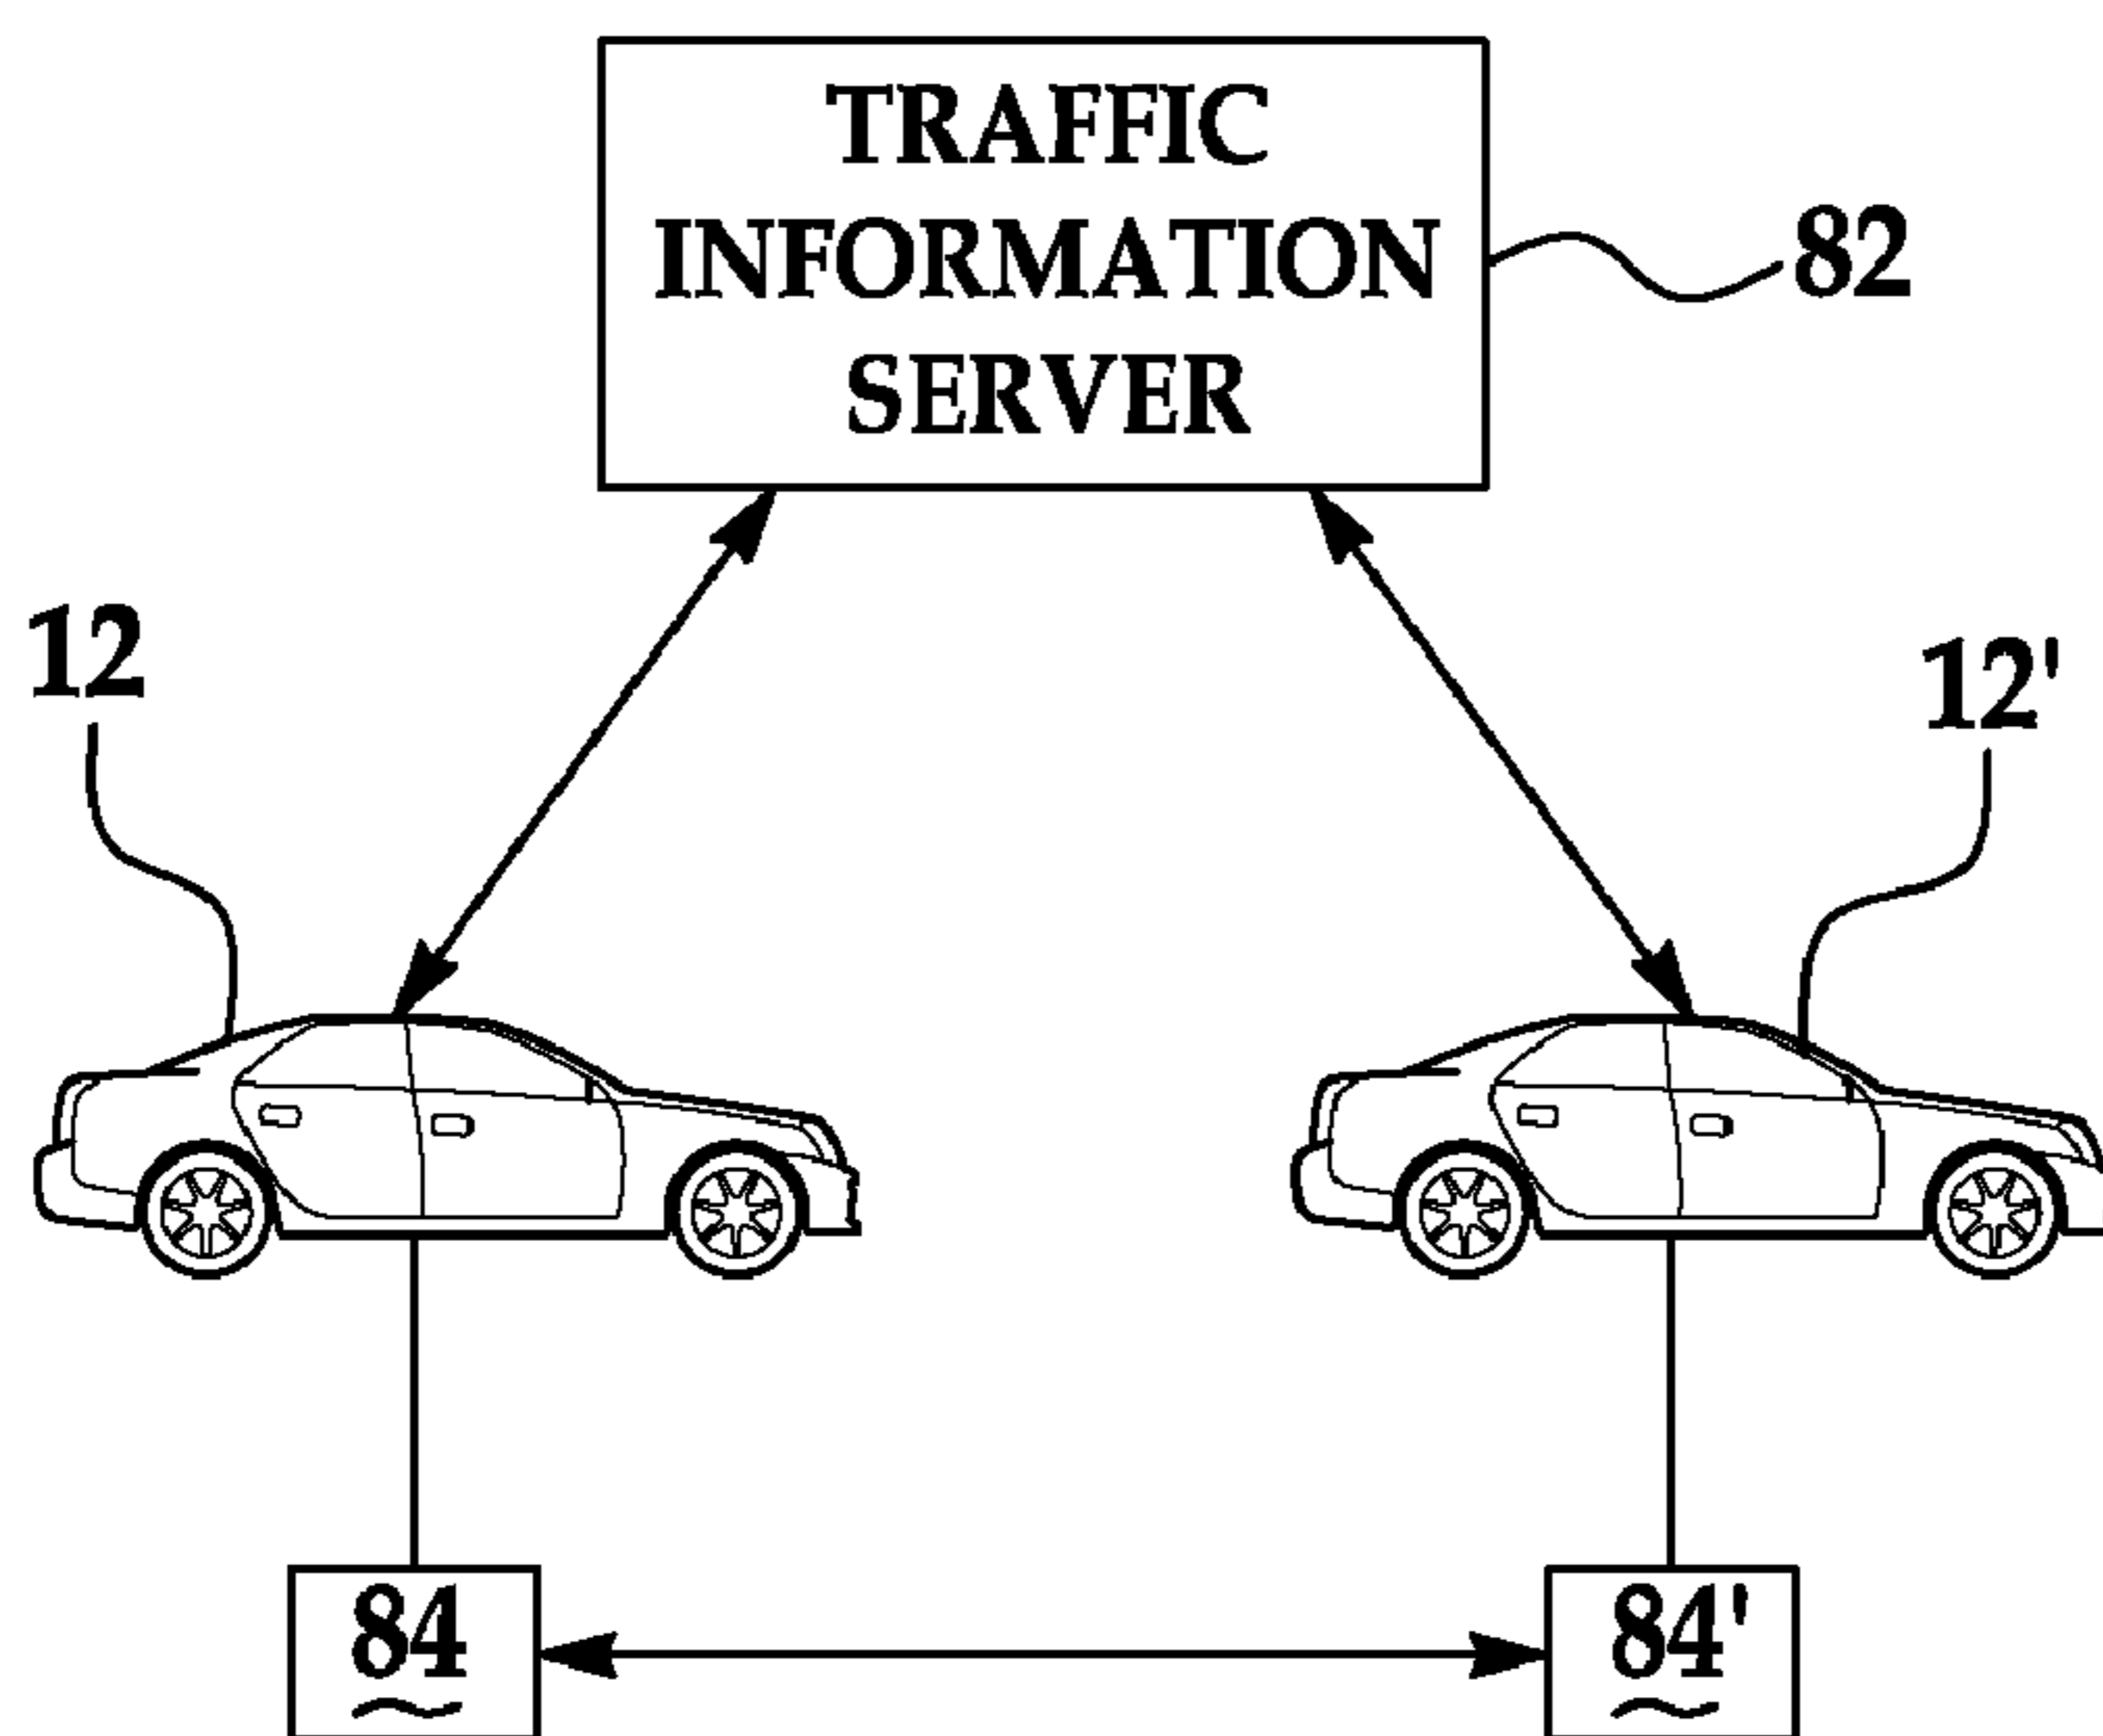 TRAFFIC
INFORMATION
SERVER
82
12
12'
84
84'